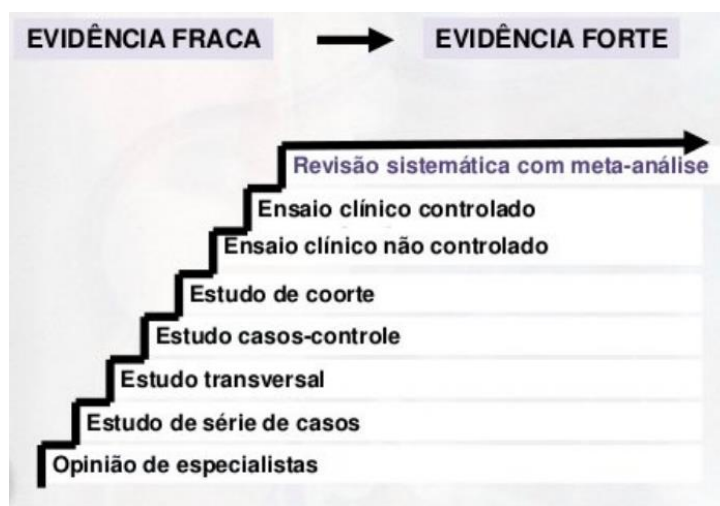 EVIDÊNCIA FRACA EVIDÊNCIA FORTE
Revisão sistemática com meta-análise
Ensaio clínico controlado
Ensaio clínico não controlado
Estudo de coorte
Estudo casos-controle
Estudo transversal
Estudo de série de casos
Opinião de especialistas